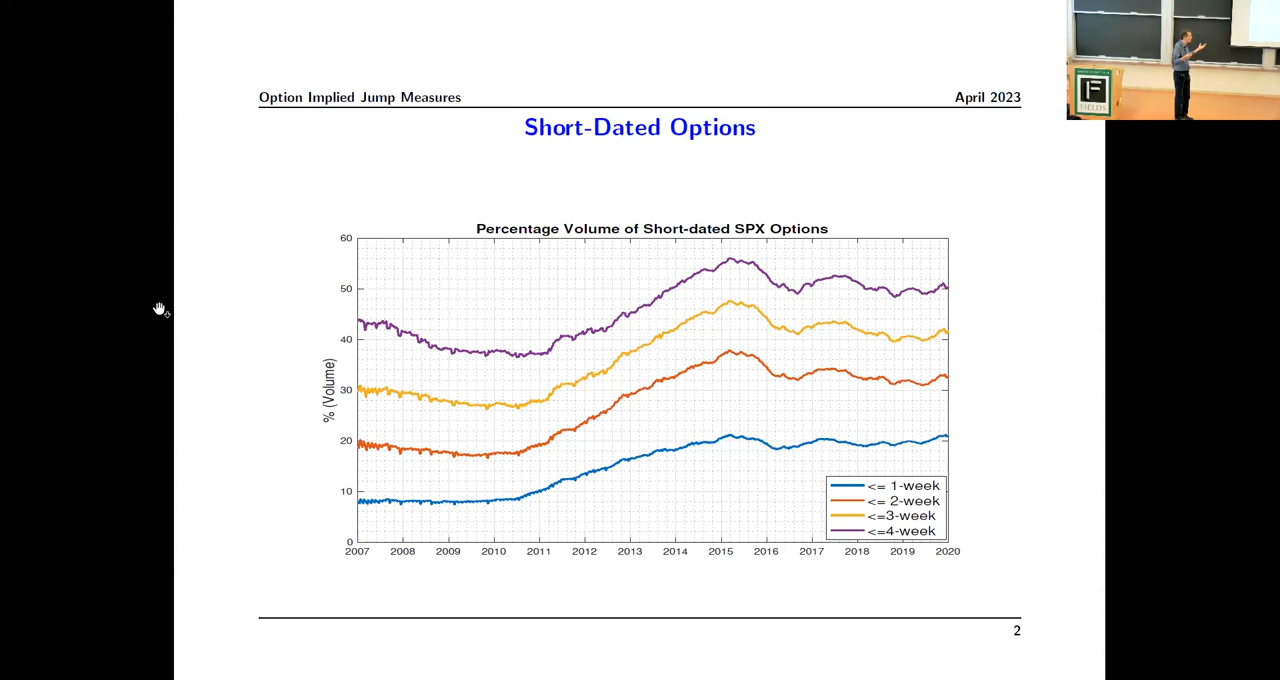 Option Implied Jump Measures
April 2023
Short-Dated Options
Percentage Volume of Short-dated SPX Options
60
50
40
30
20
10
0
% (Volume)
2007 2008 2009 2010 2011 2012 2013 2014 2015 2016 2017 2018 2019 2020
<= 1-week
<= 2-week
<=3-week
<=4-week
2
F
FIELDS